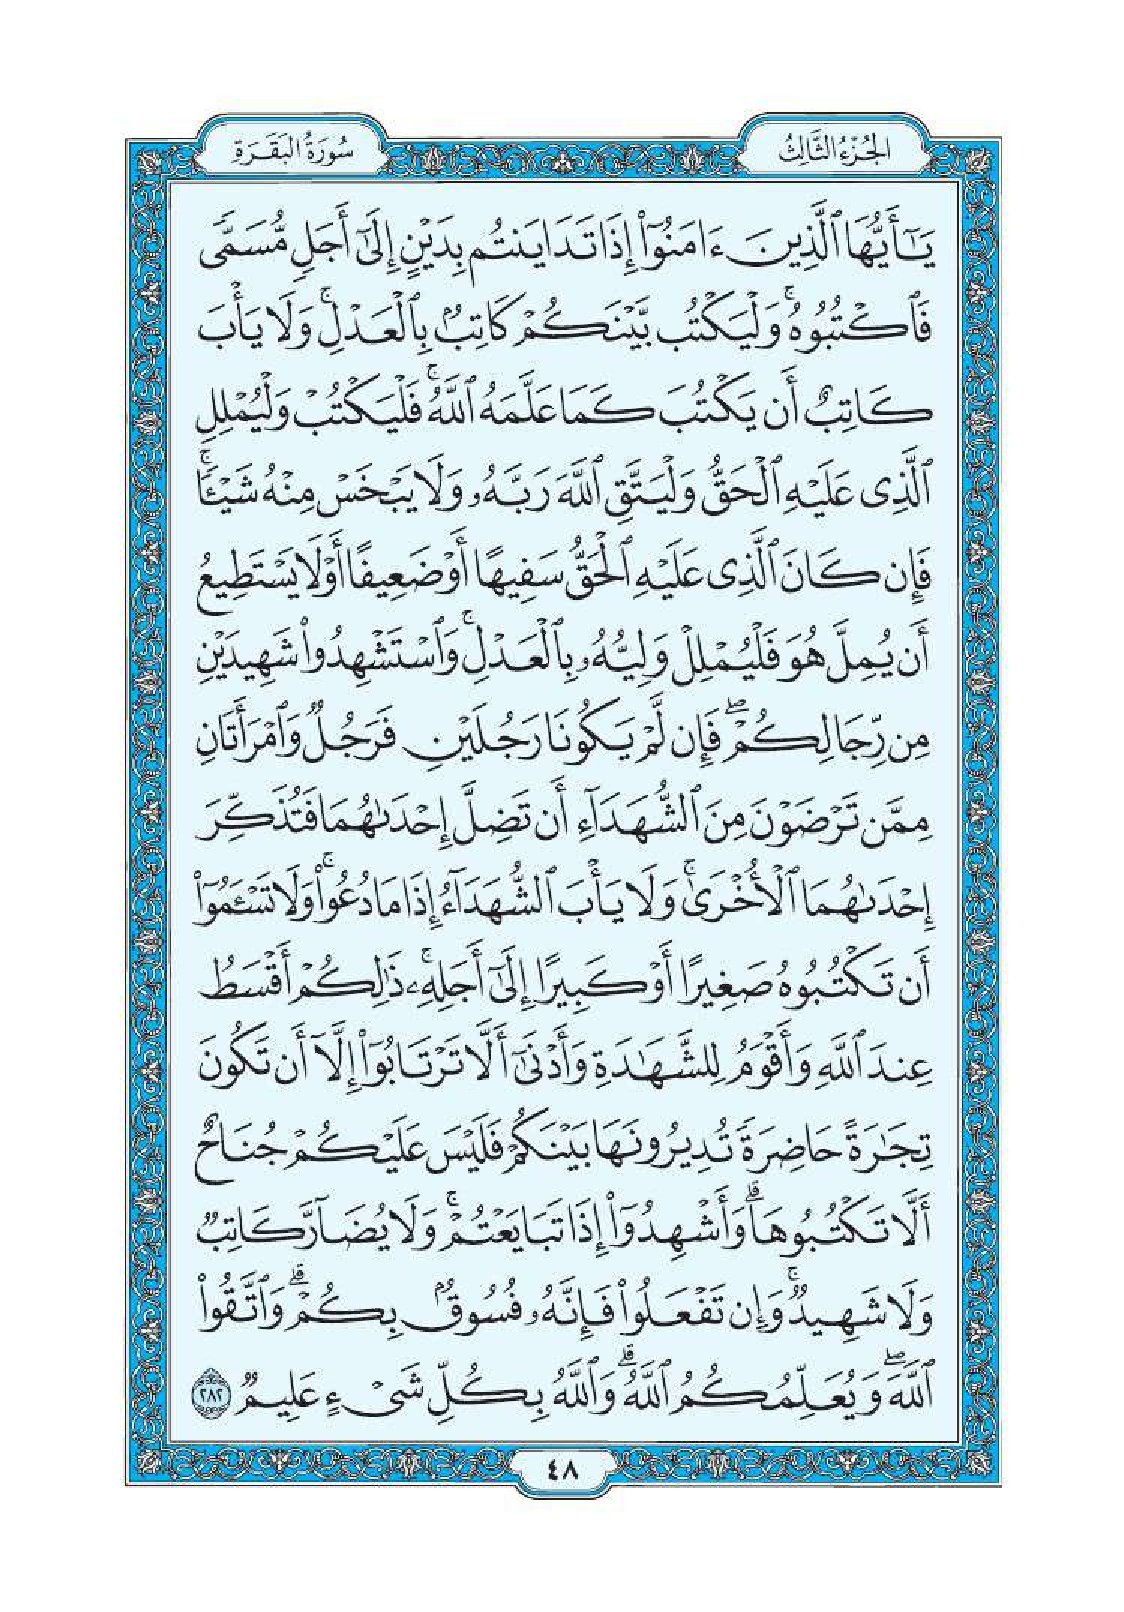 الجُزْءُ الثَّالِثُ
سُورَةُ البَقَرَةِ
يَٰٓأَيُّهَا ٱلَّذِينَ ءَامَنُوٓا۟ إِذَا تَدَايَنتُم بِدَيْنٍ إِلَىٰٓ أَجَلٍ مُّسَمًّى
فَٱكْتُبُوهُ ۚ وَلْيَكْتُب بَّيْنَكُمْ كَاتِبٌۢ بِٱلْعَدْلِ ۚ وَلَا يَأْبَ
كَاتِبٌ أَن يَكْتُبَ كَمَا عَلَّمَهُ ٱللَّهُ ۚ فَلْيَكْتُبْ وَلْيُمْلِلِ
ٱلَّذِى عَلَيْهِ ٱلْحَقُّ وَلْيَتَّقِ ٱللَّهَ رَبَّهُۥ وَلَا يَبْخَسْ مِنْهُ شَيْـًٔا ۚ
فَإِن كَانَ ٱلَّذِى عَلَيْهِ ٱلْحَقُّ سَفِيهًا أَوْ ضَعِيفًا أَوْ لَا يَسْتَطِيعُ
أَن يُمِلَّ هُوَ فَلْيُمْلِلْ وَلِيُّهُۥ بِٱلْعَدْلِ ۚ وَٱسْتَشْهِدُوا۟ شَهِيدَيْنِ
مِن رِّجَالِكُمْ ۖ فَإِن لَّمْ يَكُونَا رَجُلَيْنِ فَرَجُلٌ وَٱمْرَأَتَانِ
مِمَّن تَرْضَوْنَ مِنَ ٱلشُّهَدَآءِ أَن تَضِلَّ إِحْدَىٰهُمَا فَتُذَكِّرَ
إِحْدَىٰهُمَا ٱلْأُخْرَىٰ ۚ وَلَا يَأْبَ ٱلشُّهَدَآءُ إِذَا مَا دُعُوا۟ ۚ وَلَا تَسْـَٔمُوٓا۟
أَن تَكْتُبُوهُ صَغِيرًا أَوْ كَبِيرًا إِلَىٰٓ أَجَلِهِۦ ۚ ذَٰلِكُمْ أَقْسَطُ
عِندَ ٱللَّهِ وَأَقْوَمُ لِلشَّهَٰدَةِ وَأَدْنَىٰٓ أَلَّا تَرْتَابُوٓا۟ إِلَّآ أَن تَكُونَ
تِجَٰرَةً حَاضِرَةً تُدِيرُونَهَا بَيْنَكُمْ فَلَيْسَ عَلَيْكُمْ جُنَاحٌ
أَلَّا تَكْتُبُوهَا ۗ وَأَشْهِدُوٓا۟ إِذَا تَبَايَعْتُمْ ۚ وَلَا يُضَآرَّ كَاتِبٌ
وَلَا شَهِيدٌ ۚ وَإِن تَفْعَلُوا۟ فَإِنَّهُۥ فُسُوقٌۢ بِكُمْ ۗ وَٱتَّقُوا۟
ٱللَّهَ ۖ وَيُعَلِّمُكُمُ ٱللَّهُ ۗ وَٱللَّهُ بِكُلِّ شَىْءٍ عَلِيمٌ ٢٨٢
٤٨